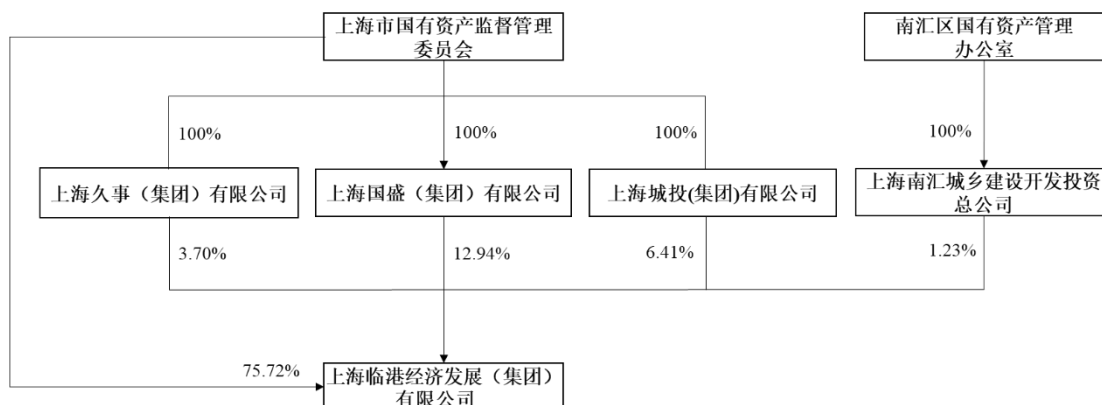 上海市国有资产监督管理
委员会
南汇区国有资产管理
办公室
100%
100%
100%
100%
上海久事（集团）有限公司
上海国盛（集团）有限公司
上海城投(集团)有限公司
上海南汇城乡建设开发投资
总公司
3.70%
12.94%
6.41%
1.23%
75.72%
上海临港经济发展（集团）
有限公司